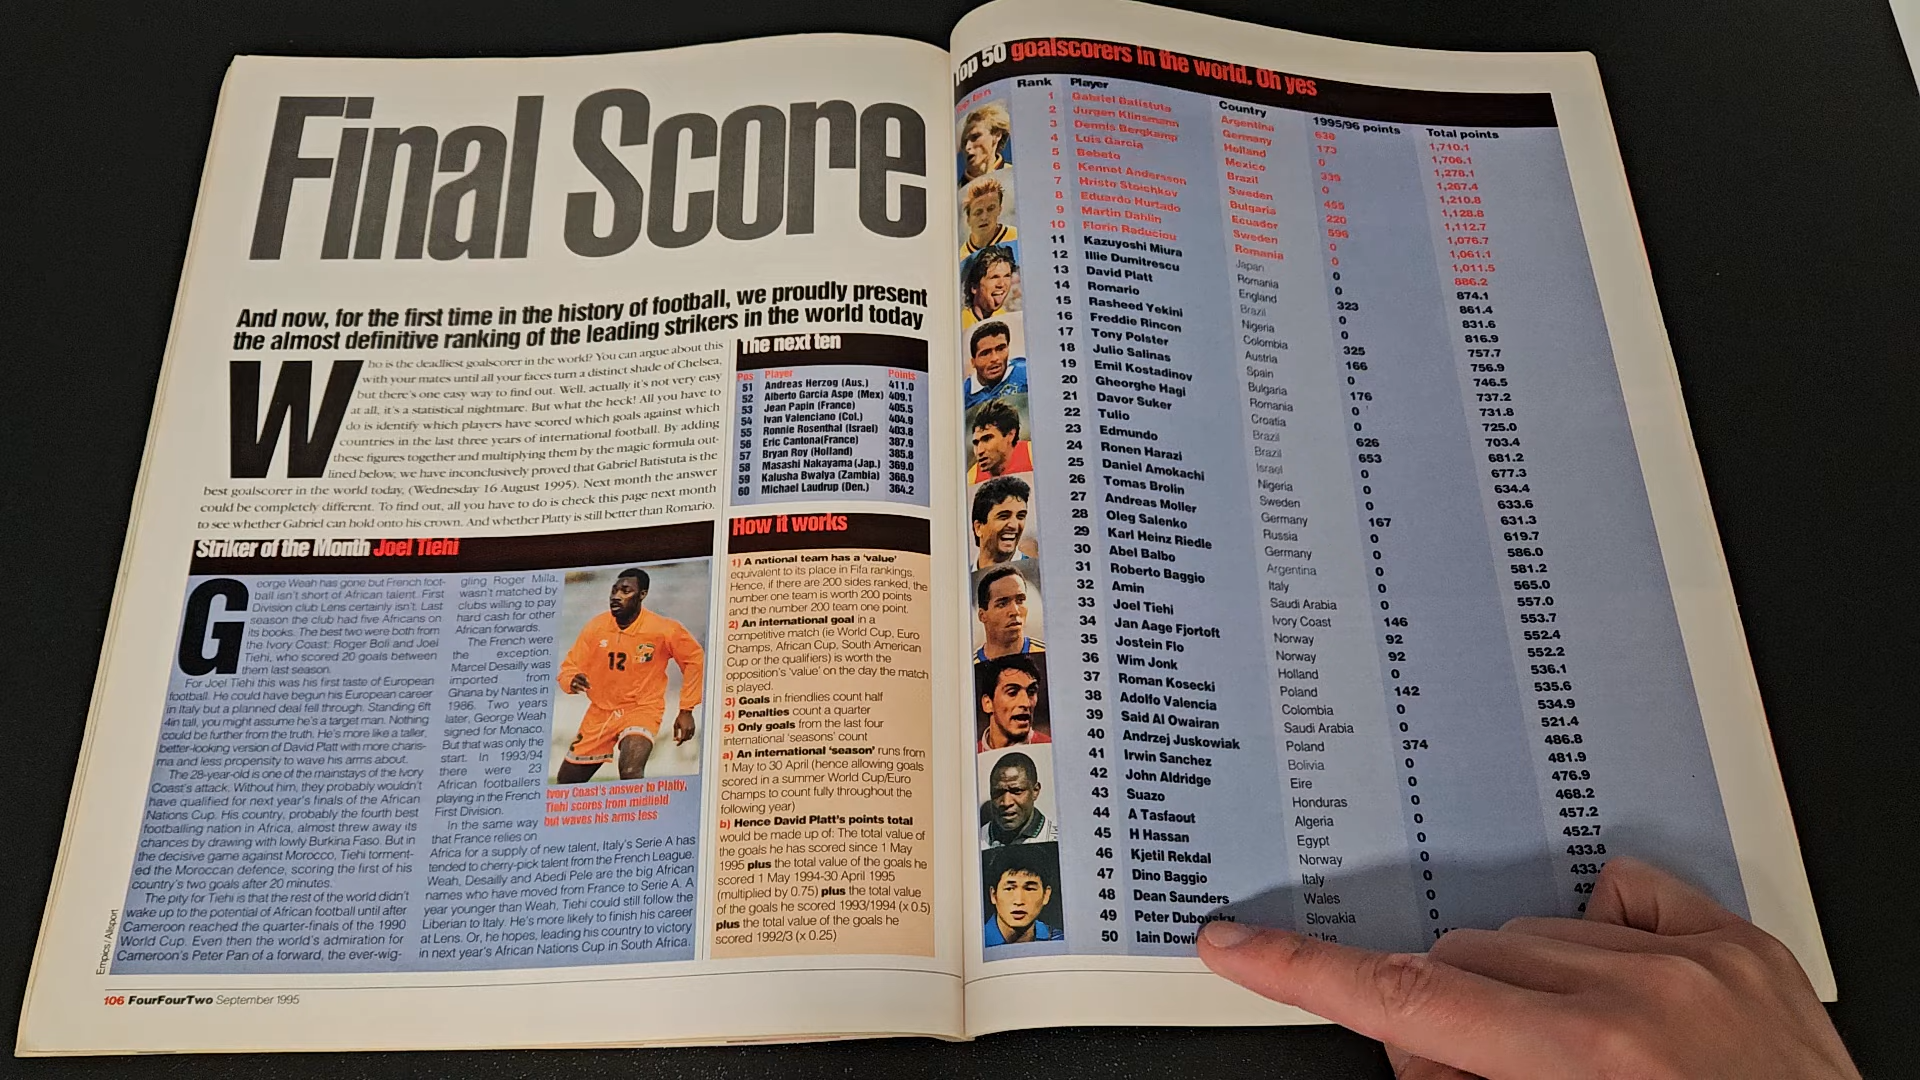 Final Score
And now, for the first time in the history of football, we proudly present
the almost definitive ranking of the leading strikers in the world today
Who is the deadliest goalscorer in the world? You can argue about this
with your mates until all your faces turn a distinct shade of Chelsea,
but there's one easy way to find out. Well, actually it's not very easy
at all, it's a statistical nightmare. But what the heck! All you have to
do is identify which players have scored which goals against which
countries in the last three years of international football. By adding
these figures together and multiplying them by the magic formula out-
lined below, we have inconclusively proved that Gabriel Batistuta is the
best goalscorer in the world today, (Wednesday 16 August 1995). Next month the answer
could be completely different. To find out, all you have to do is check this page next month
to see whether Gabriel can hold onto his crown. And whether Platty is still better than Romario.
The next ten
Pos Player Points
51 Andreas Herzog (Aus.) 411.0
52 Alberto Garcia Aspe (Mex) 409.1
53 Jean Papin (France) 405.5
54 Ivan Valenciano (Col.) 404.9
55 Ronnie Rosenthal (Israel) 403.8
56 Eric Cantona(France) 387.9
57 Bryan Roy (Holland) 385.8
58 Masashi Nakayama (Jap.) 369.0
59 Kalusha Bwalya (Zambia) 366.9
60 Michael Laudrup (Den.) 364.2
Striker of the Month Joel Tiehi
George Weah has gone but French foot-
ball isn't short of African talent. First
Division club Lens certainly isn't. Last
season the club had five Africans on
its books. The best two were both from
the Ivory Coast: Roger Boli and Joel
Tiehi, who scored 20 goals between
them last season.
For Joel Tiehi this was his first taste of European
football. He could have begun his European career
in Italy but a planned deal fell through. Standing 6ft
4in tall, you might assume he's a target man. Nothing
could be further from the truth. He's more like a taller,
better-looking version of David Platt with more charis-
ma and less propensity to wave his arms about.
The 28-year-old is one of the mainstays of the Ivory
Coast's attack. Without him, they probably wouldn't
have qualified for next year's finals of the African
Nations Cup. His country, probably the fourth best
footballing nation in Africa, almost threw away its
chances by drawing with lowly Burkina Faso. But in
the decisive game against Morocco, Tiehi torment-
ed the Moroccan defence, scoring the first of his
country's two goals after 20 minutes.
The pity for Tiehi is that the rest of the world didn't
wake up to the potential of African football until after
Cameroon reached the quarter-finals of the 1990
World Cup. Even then the world's admiration for
Cameroon's Peter Pan of a forward, the ever-wig-
gling Roger Milla,
wasn't matched by
clubs willing to pay
hard cash for other
African forwards.
The French were
the exception.
Marcel Desailly was
imported from
Ghana by Nantes in
1986. Two years
later, George Weah
signed for Monaco.
But that was only the
start. In 1993/94
there were 23
African footballers
playing in the French
First Division.
In the same way
that France relies on
Africa for a supply of new talent, Italy's Serie A has
tended to cherry-pick talent from the French League.
Weah, Desailly and Abedi Pele are the big African
names who have moved from France to Serie A. A
year younger than Weah, Tiehi could still follow the
Liberian to Italy. He's more likely to finish his career
at Lens. Or, he hopes, leading his country to victory
in next year's African Nations Cup in South Africa.
12
Ivory Coast's answer to Platty,
Tiehi scores from midfield
but waves his arms less
How it works
1) A national team has a 'value'
equivalent to its place in Fifa rankings.
Hence, if there are 200 sides ranked, the
number one team is worth 200 points
and the number 200 team one point.
2) An international goal in a
competitive match (ie World Cup, Euro
Champs, African Cup, South American
Cup or the qualifiers) is worth the
opposition's 'value' on the day the match
is played.
3) Goals in friendlies count half
4) Penalties count a quarter
5) Only goals from the last four
international 'seasons' count
a) An international 'season' runs from
1 May to 30 April (hence allowing goals
scored in a summer World Cup/Euro
Champs to count fully throughout the
following year)
b) Hence David Platt's points total
would be made up of: The total value of
the goals he has scored since 1 May
1995 plus the total value of the goals he
scored 1 May 1994-30 April 1995
(multiplied by 0.75) plus the total value
of the goals he scored 1993/1994 (x 0.5)
plus the total value of the goals he
scored 1992/3 (x 0.25)
Empics / Allsport
106 FourFourTwo September 1995
Top 50 goalscorers in the world. Oh yes
Top ten
Rank Player Country 1995/96 points Total points
1 Gabriel Batistuta Argentina 636 1,710.1
2 Jurgen Klinsmann Germany 173 1,706.1
3 Dennis Bergkamp Holland 0 1,278.1
4 Luis Garcia Mexico 339 1,267.4
5 Bebeto Brazil 0 1,210.8
6 Kennet Andersson Sweden 455 1,128.8
7 Hristo Stoichkov Bulgaria 220 1,112.7
8 Eduardo Hurtado Ecuador 596 1,076.7
9 Martin Dahlin Sweden 0 1,061.1
10 Florin Raduciou Romania 0 1,011.5
11 Kazuyoshi Miura Japan 0 886.2
12 Illie Dumitrescu Romania 0 874.1
13 David Platt England 323 861.4
14 Romario Brazil 0 831.6
15 Rasheed Yekini Nigeria 0 816.9
16 Freddie Rincon Colombia 325 757.7
17 Tony Polster Austria 166 756.9
18 Julio Salinas Spain 0 746.5
19 Emil Kostadinov Bulgaria 176 737.2
20 Gheorghe Hagi Romania 0 731.8
21 Davor Suker Croatia 0 725.0
22 Tulio Brazil 626 703.4
23 Edmundo Brazil 653 681.2
24 Ronen Harazi Israel 0 677.3
25 Daniel Amokachi Nigeria 0 634.4
26 Tomas Brolin Sweden 0 633.6
27 Andreas Moller Germany 167 631.3
28 Oleg Salenko Russia 0 619.7
29 Karl Heinz Riedle Germany 0 586.0
30 Abel Balbo Argentina 0 581.2
31 Roberto Baggio Italy 0 565.0
32 Amin Saudi Arabia 0 557.0
33 Joel Tiehi Ivory Coast 146 553.7
34 Jan Aage Fjortoft Norway 92 552.4
35 Jostein Flo Norway 92 552.2
36 Wim Jonk Holland 0 536.1
37 Roman Kosecki Poland 142 535.6
38 Adolfo Valencia Colombia 0 534.9
39 Said Al Owairan Saudi Arabia 0 521.4
40 Andrzej Juskowiak Poland 374 486.8
41 Irwin Sanchez Bolivia 0 481.9
42 John Aldridge Eire 0 476.9
43 Suazo Honduras 0 468.2
44 A Tasfaout Algeria 0 457.2
45 H Hassan Egypt 0 452.7
46 Kjetil Rekdal Norway 0 433.8
47 Dino Baggio Italy 0 433.
48 Dean Saunders Wales 0 42
49 Peter Dubovsky Slovakia 0 4
50 Iain Dowi